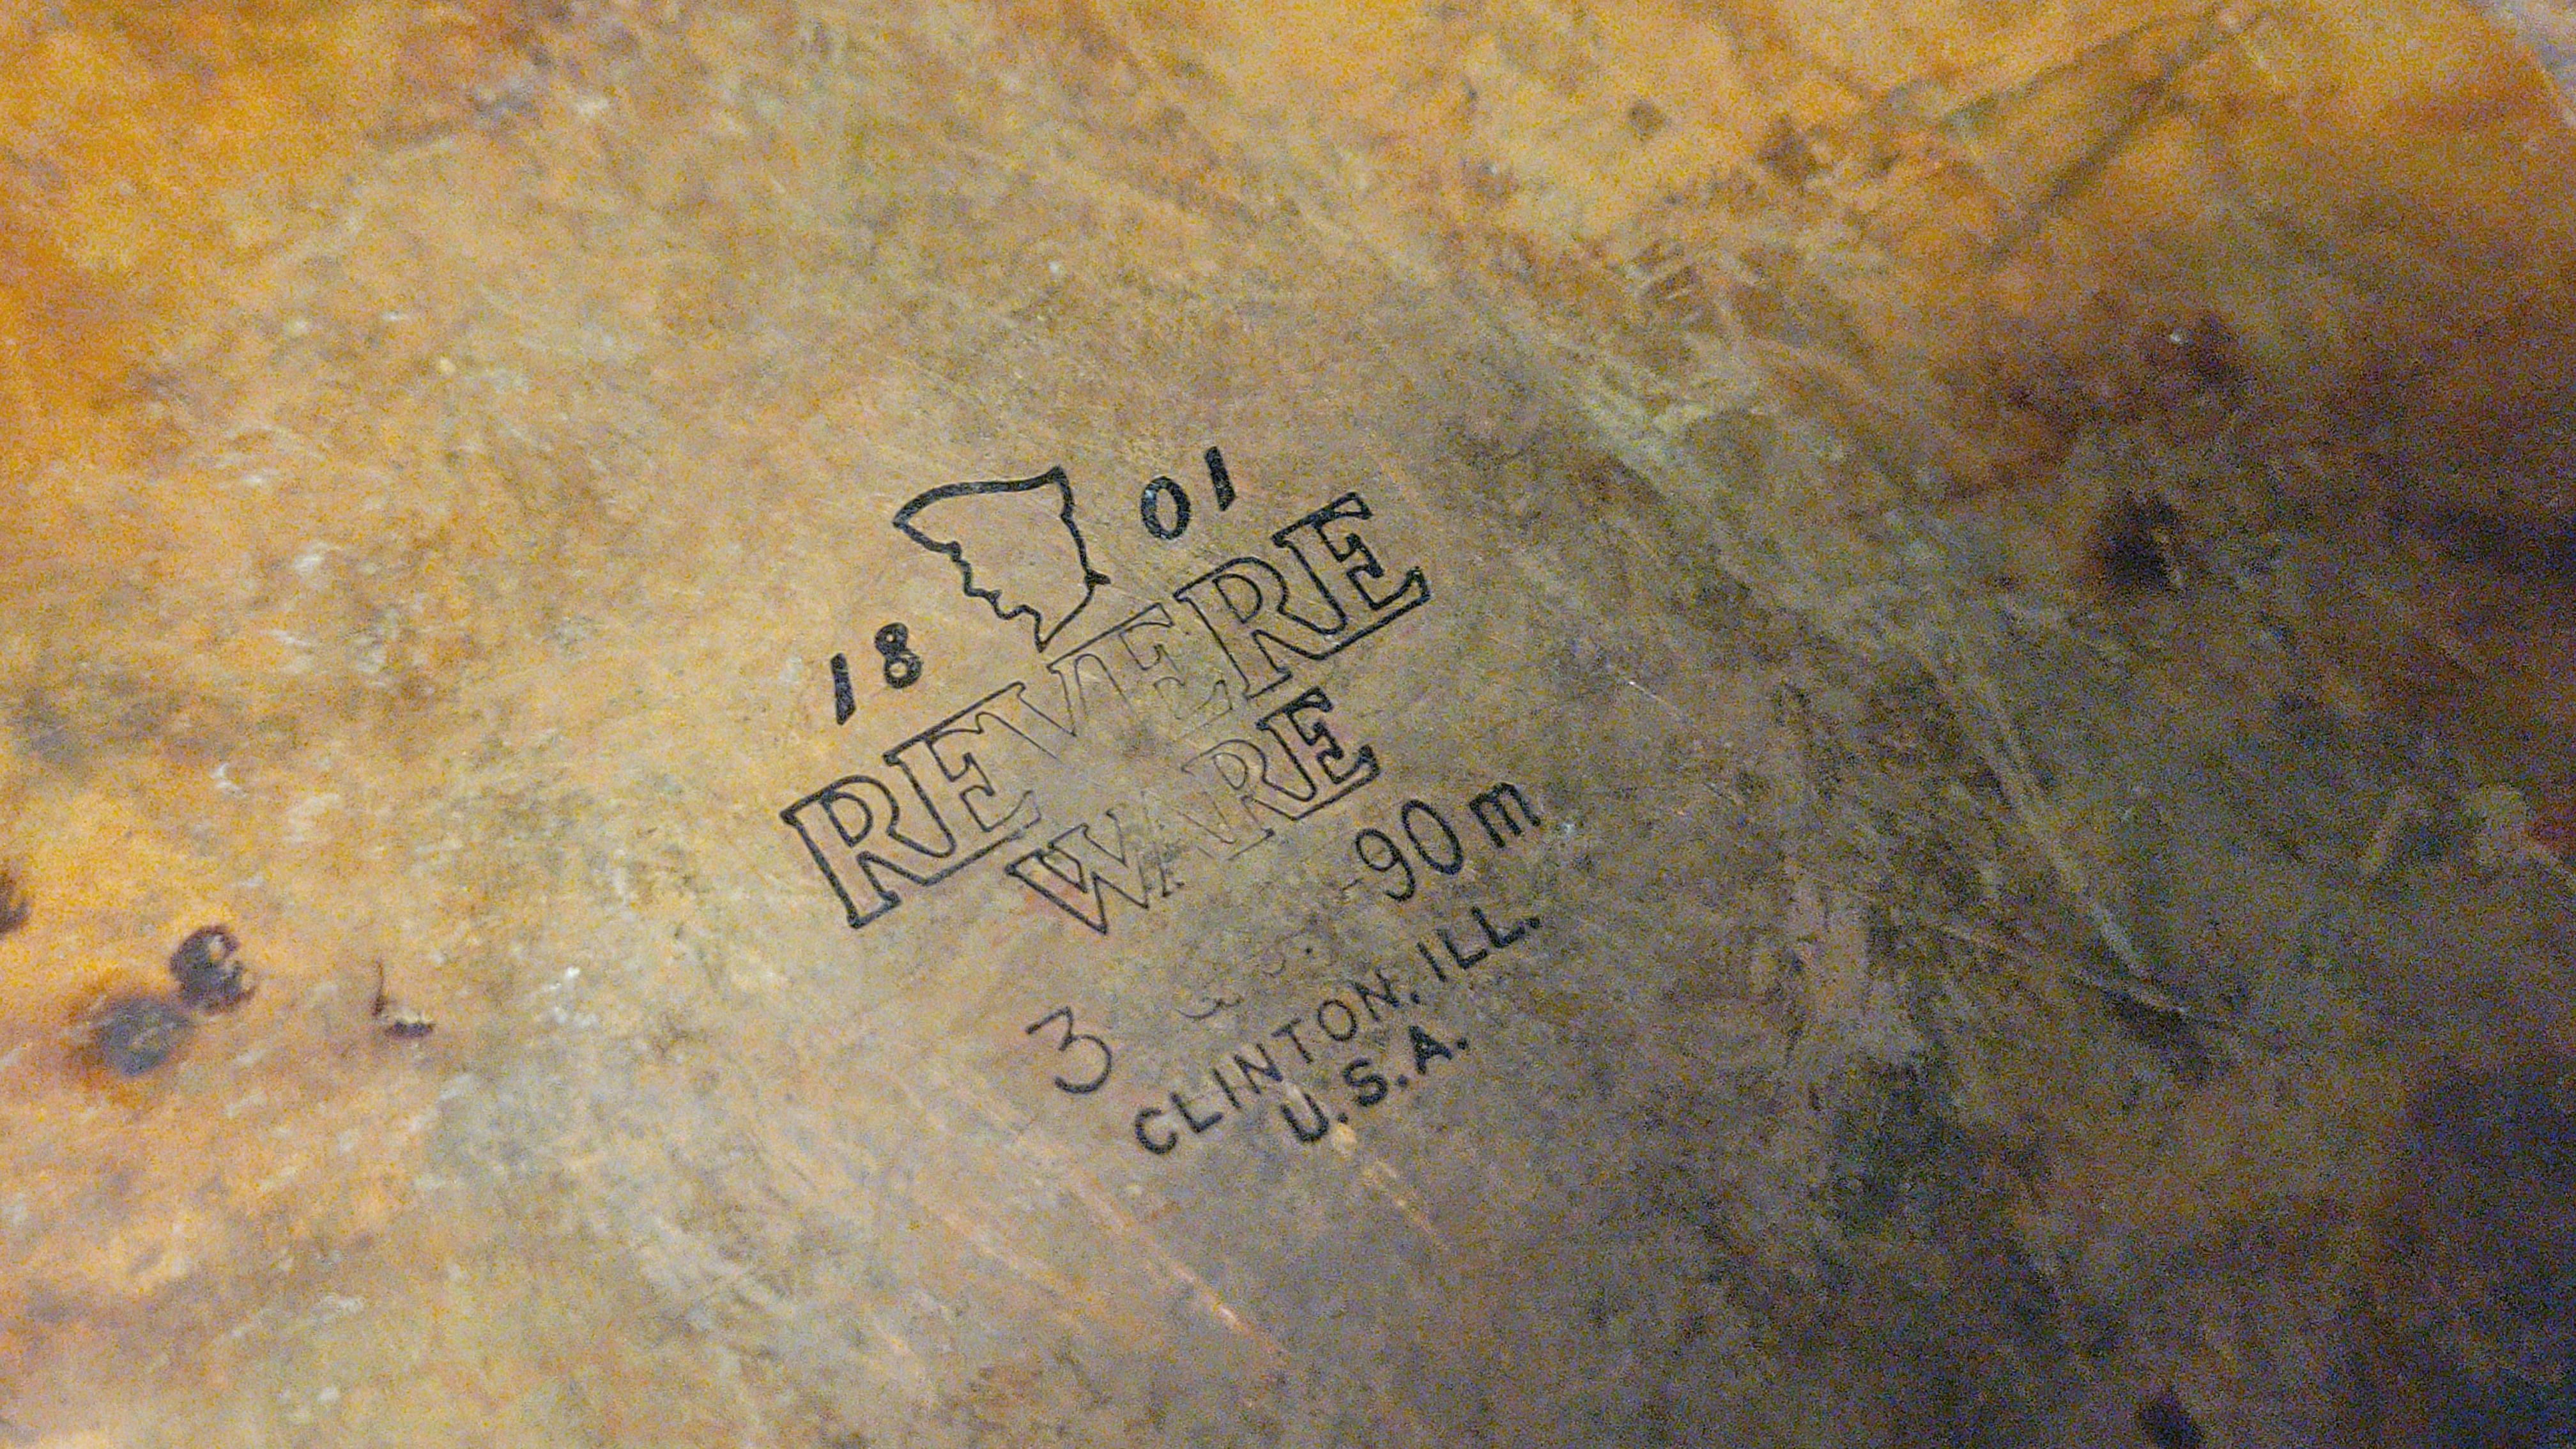 18 01
REVERE
WARE
3 90 m
CLINTON, ILL.
U.S.A.